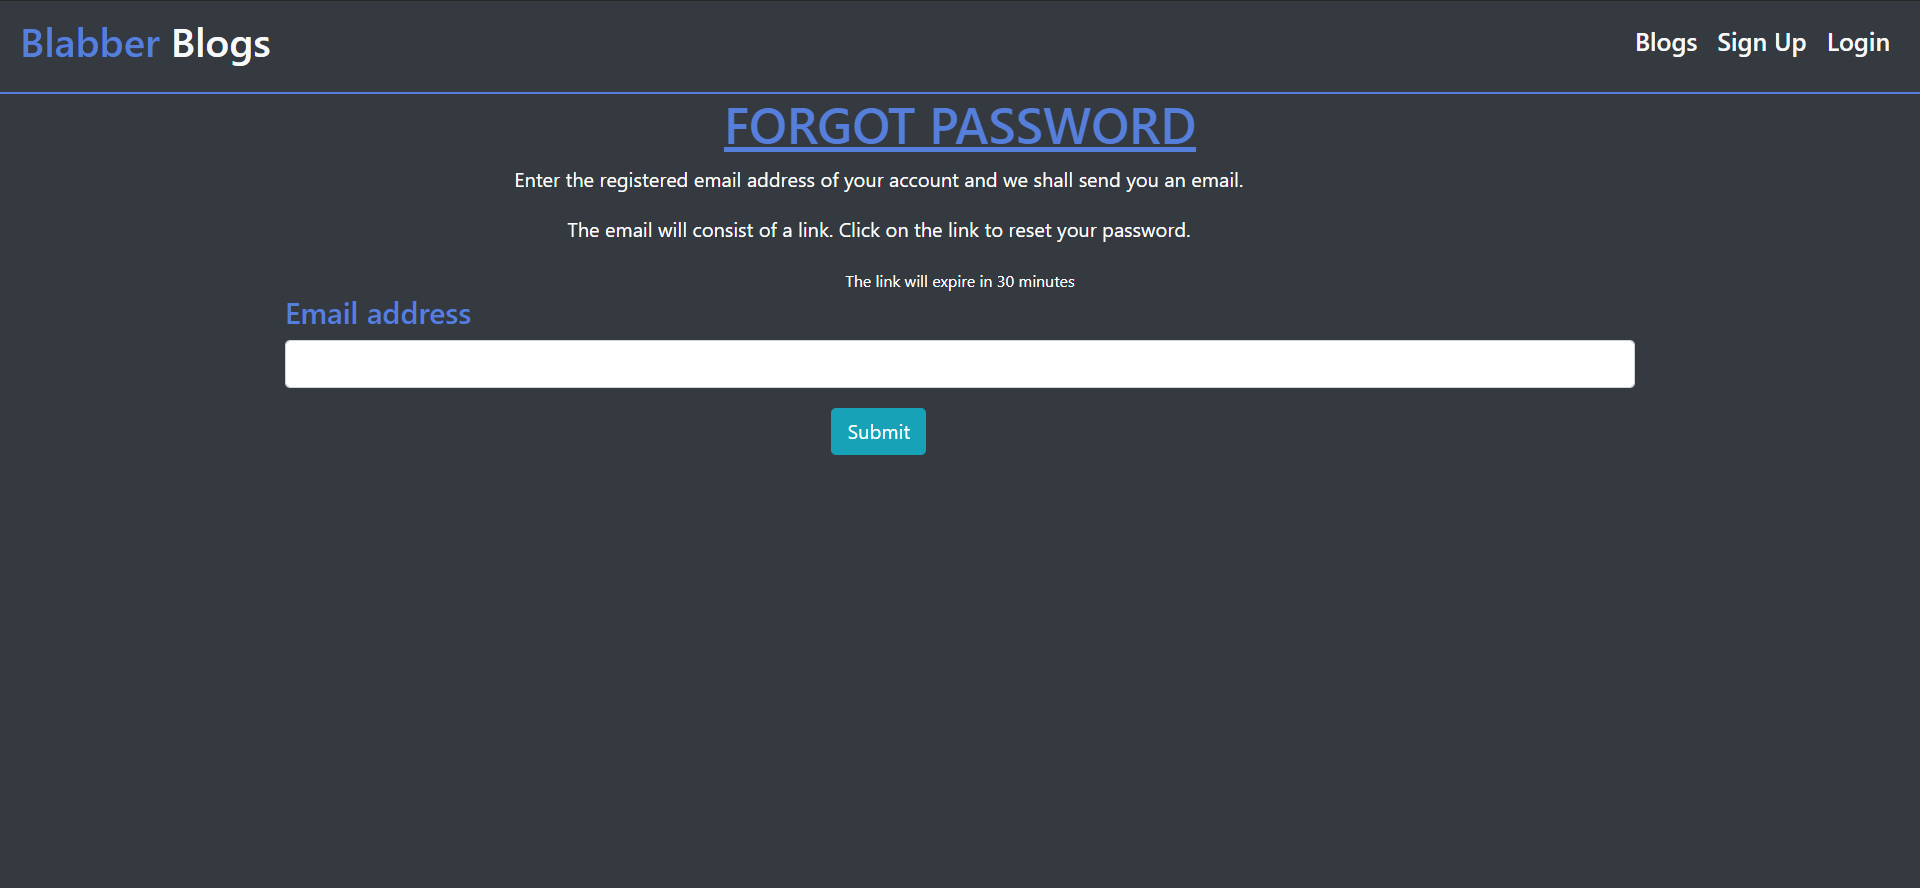 Blabber Blogs
Blogs Sign Up Login
FORGOT PASSWORD
Enter the registered email address of your account and we shall send you an email.
The email will consist of a link. Click on the link to reset your password.
The link will expire in 30 minutes
Email address
Submit